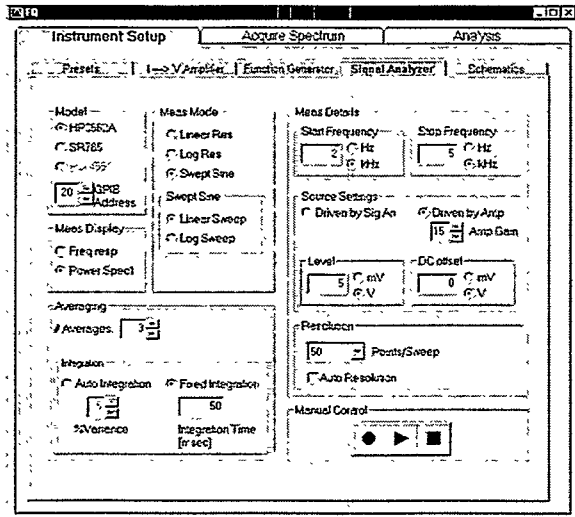 Instrument Setup
Acquire Spectrum
Analysis
Presets
I --> V Amplifier
Function Generator
Signal Analyzer
Schematics
Model
HP3562A
SR785
20
GPIB
Address
Meas Display
Freq resp
Power Spect
Meas Mode
Linear Res
Log Res
Swept Sine
Swept Sine
Linear Sweep
Log Sweep
Averaging
# Averages
3
Integration
Auto Integration
5
%Variance
Fixed Integration
50
Integration Time
[msec]
Meas Details
Start Frequency
2
Hz
kHz
Stop Frequency
5
Hz
kHz
Source Settings
Driven by Sig An
Driven by Amp
15
Amp Gain
Level
5
mV
V
DC offset
0
mV
V
Resolution
50
Points/Sweep
Auto Resolution
Manual Control